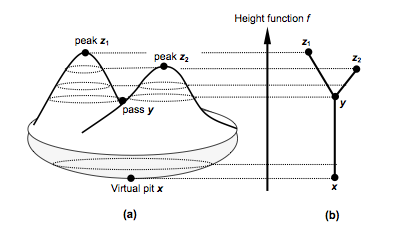 Height function f
peak z1
z1
peak z2
z2
pass y
y
Virtual pit x
x
(a)
(b)